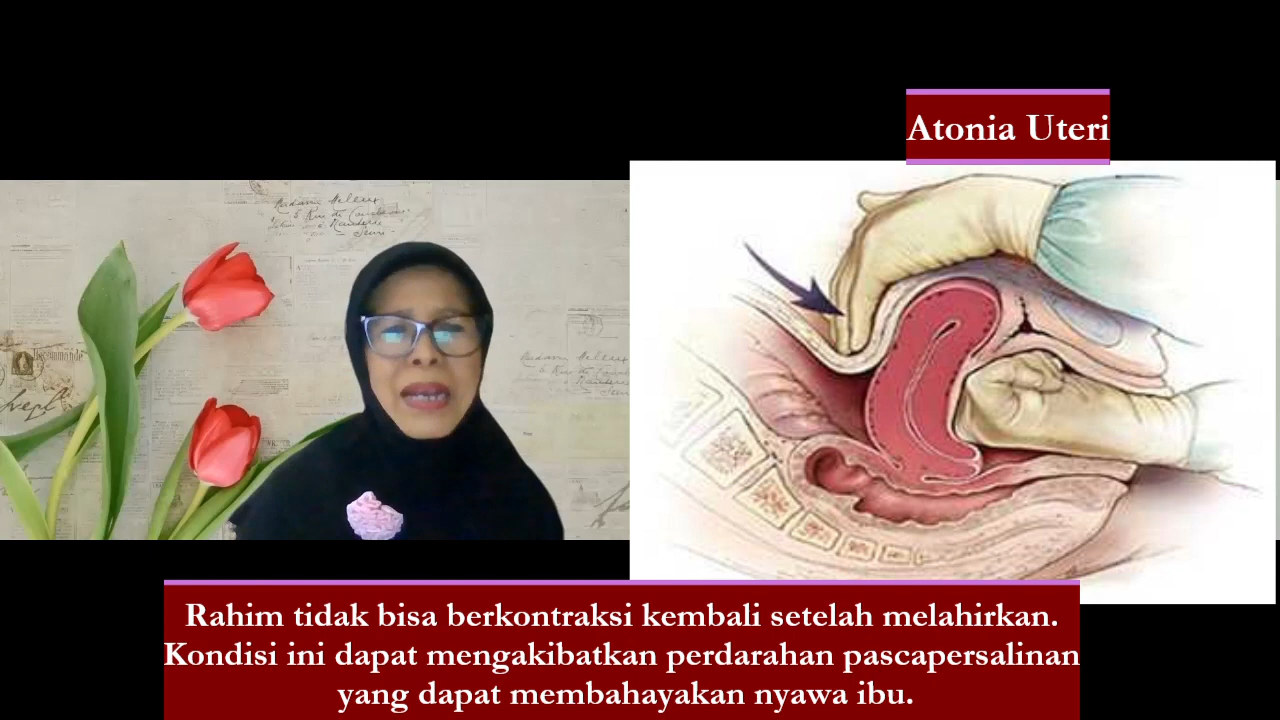 Atonia Uteri
Rahim tidak bisa berkontraksi kembali setelah melahirkan.
Kondisi ini dapat mengakibatkan perdarahan pascapersalinan
yang dapat membahayakan nyawa ibu.